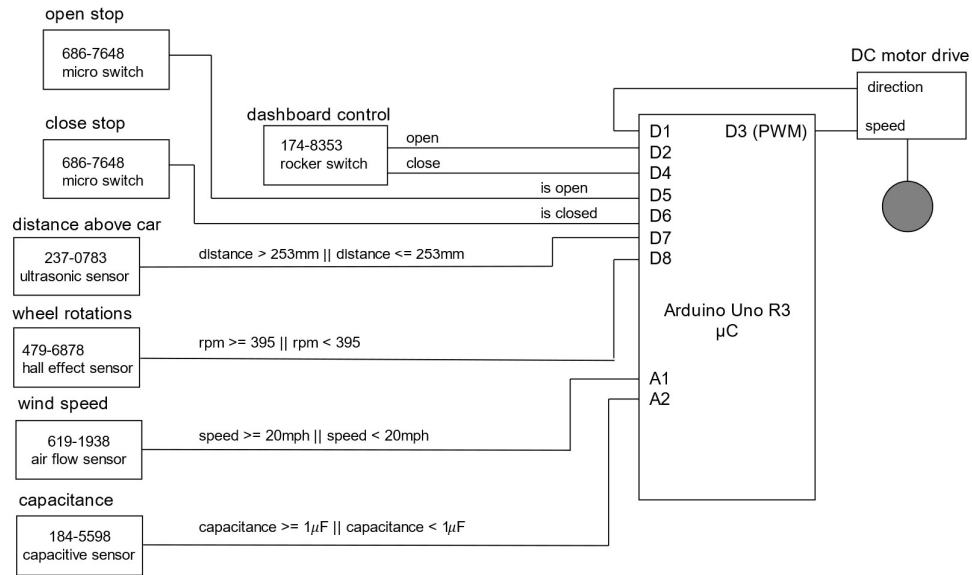 open stop
686-7648
micro switch
close stop
686-7648
micro switch
distance above car
237-0783
ultrasonic sensor
wheel rotations
479-6878
hall effect sensor
wind speed
619-1938
air flow sensor
capacitance
184-5598
capacitive sensor
dashboard control
174-8353
rocker switch
open
close
is open
is closed
distance > 253mm || distance <= 253mm
rpm >= 395 || rpm < 395
speed >= 20mph || speed < 20mph
capacitance >= 1μF || capacitance < 1μF
D1
D2
D4
D5
D6
D7
D8
A1
A2
D3 (PWM)
Arduino Uno R3
μC
DC motor drive
direction
speed